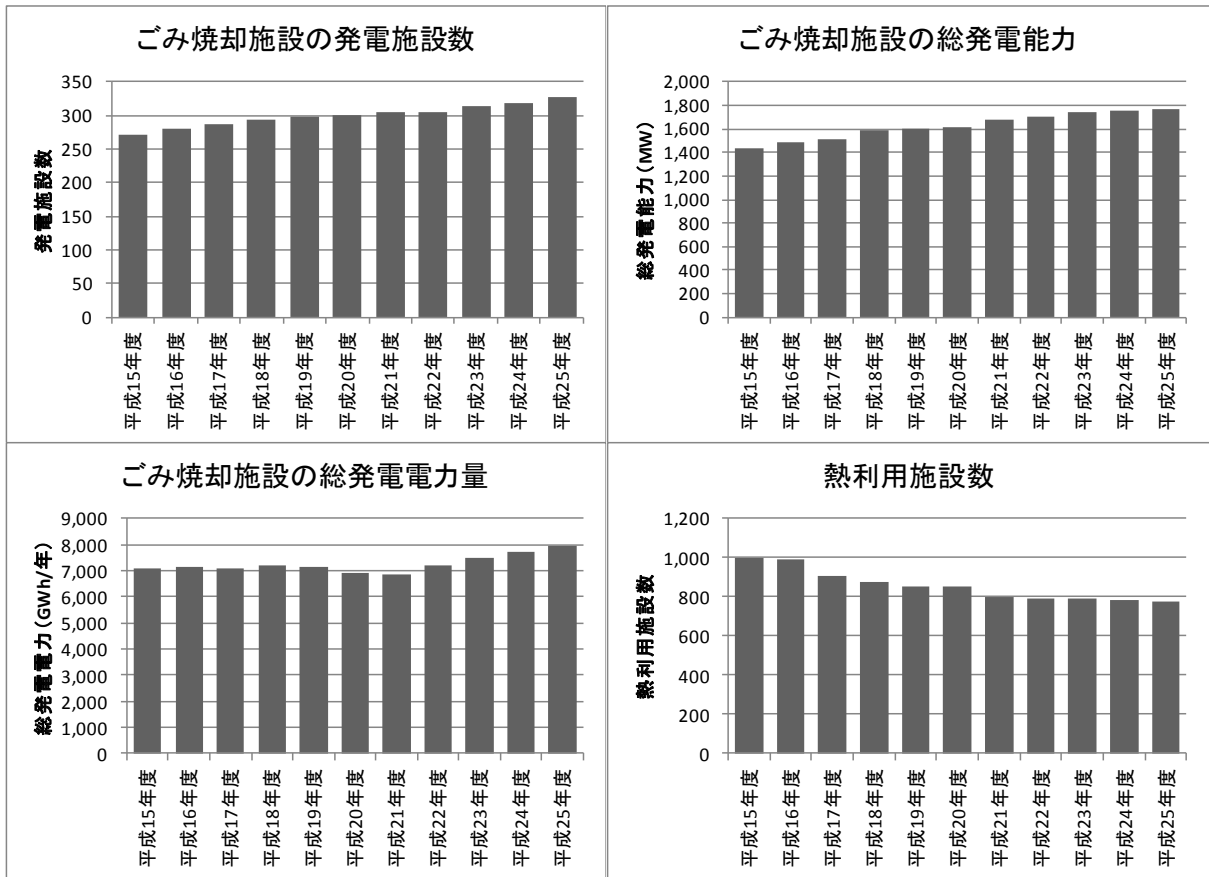 ごみ焼却施設の発電施設数
発電施設数
350
300
250
200
150
100
50
0
平成15年度
平成16年度
平成17年度
平成18年度
平成19年度
平成20年度
平成21年度
平成22年度
平成23年度
平成24年度
平成25年度
ごみ焼却施設の総発電能力
総発電能力(MW)
2,000
1,800
1,600
1,400
1,200
1,000
800
600
400
200
0
平成15年度
平成16年度
平成17年度
平成18年度
平成19年度
平成20年度
平成21年度
平成22年度
平成23年度
平成24年度
平成25年度
ごみ焼却施設の総発電電力量
総発電電力(GWh/年)
9,000
8,000
7,000
6,000
5,000
4,000
3,000
2,000
1,000
0
平成15年度
平成16年度
平成17年度
平成18年度
平成19年度
平成20年度
平成21年度
平成22年度
平成23年度
平成24年度
平成25年度
熱利用施設数
熱利用施設数
1,200
1,000
800
600
400
200
0
平成15年度
平成16年度
平成17年度
平成18年度
平成19年度
平成20年度
平成21年度
平成22年度
平成23年度
平成24年度
平成25年度